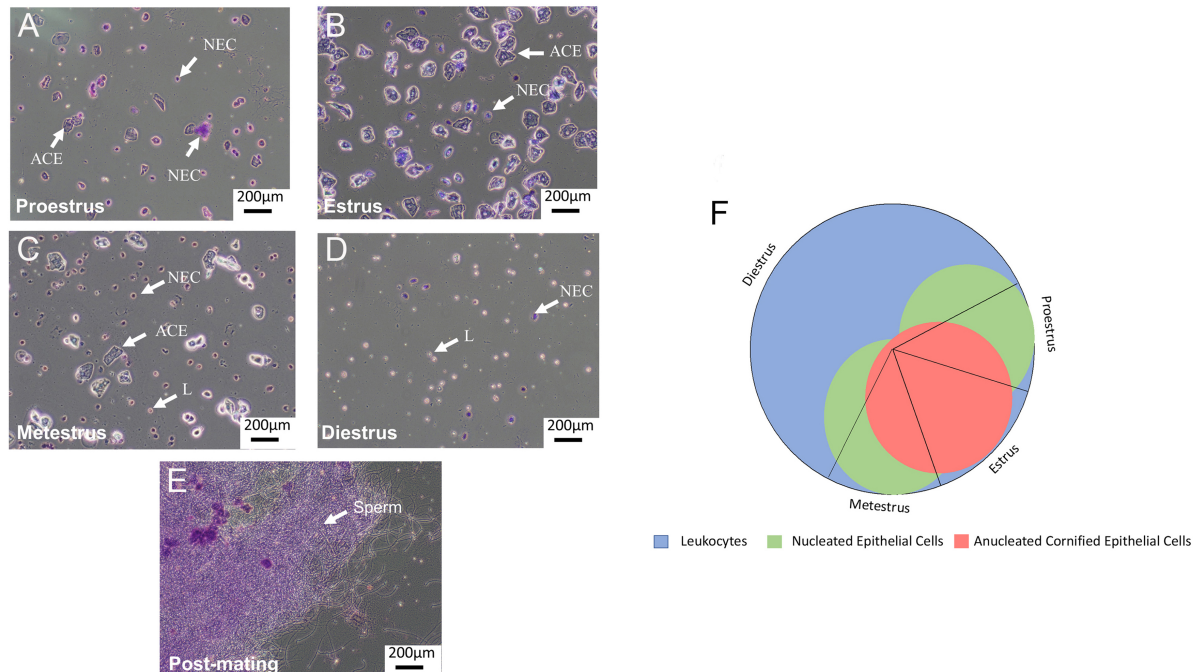 A
NEC
ACE
NEC
Proestrus
200μm
B
ACE
NEC
Estrus
200μm
C
NEC
ACE
L
Metestrus
200μm
D
NEC
L
Diestrus
200μm
E
Sperm
Post-mating
200μm
F
Diestrus
Proestrus
Estrus
Metestrus
Leukocytes
Nucleated Epithelial Cells
Anucleated Cornified Epithelial Cells